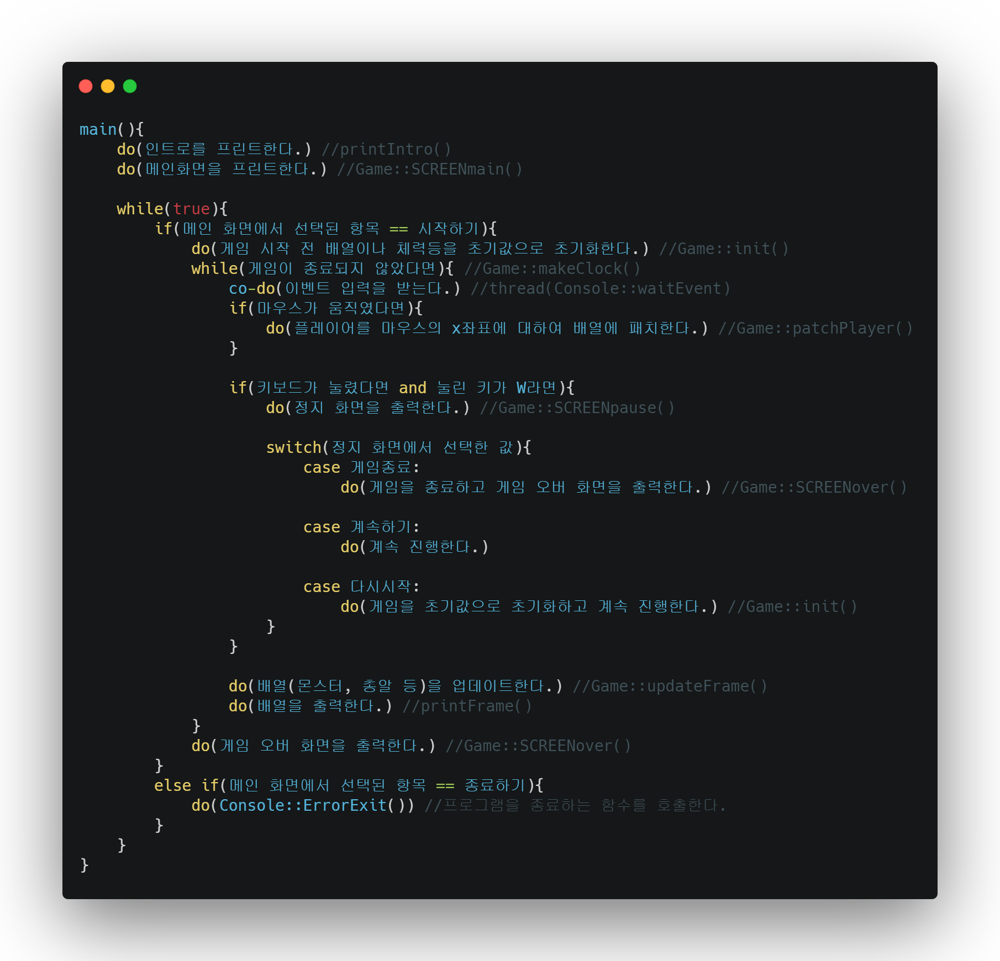 main(){
    do(인트로를 프린트한다.) //printIntro()
    do(메인화면을 프린트한다.) //Game::SCREENmain()

    while(true){
        if(메인 화면에서 선택된 항목 == 시작하기){
            do(게임 시작 전 배열이나 체력등을 초기값으로 초기화한다.) //Game::init()
            while(게임이 종료되지 않았다면){ //Game::makeClock()
                co-do(이벤트 입력을 받는다.) //thread(Console::waitEvent)
                if(마우스가 움직였다면){
                    do(플레이어를 마우스의 x좌표에 대하여 배열에 패치한다.) //Game::patchPlayer()
                }

                if(키보드가 눌렸다면 and 눌린 키가 W라면){
                    do(정지 화면을 출력한다.) //Game::SCREENpause()

                    switch(정지 화면에서 선택한 값){
                        case 게임종료:
                            do(게임을 종료하고 게임 오버 화면을 출력한다.) //Game::SCREENover()

                        case 계속하기:
                            do(계속 진행한다.)

                        case 다시시작:
                            do(게임을 초기값으로 초기화하고 계속 진행한다.) //Game::init()
                    }
                }

                do(배열(몬스터, 총알 등)을 업데이트한다.) //Game::updateFrame()
                do(배열을 출력한다.) //printFrame()
            }
            do(게임 오버 화면을 출력한다.) //Game::SCREENover()
        }
        else if(메인 화면에서 선택된 항목 == 종료하기){
            do(Console::ErrorExit()) //프로그램을 종료하는 함수를 호출한다.
        }
    }
}